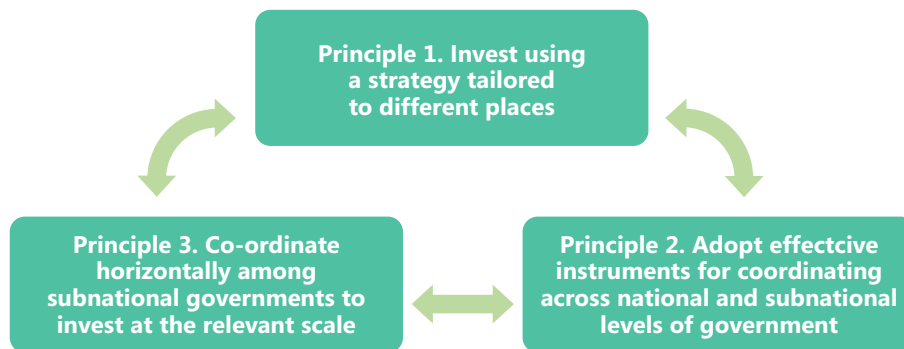 Principle 1. Invest using
a strategy tailored
to different places
Principle 3. Co-ordinate
horizontally among
subnational governments to
invest at the relevant scale
Principle 2. Adopt effectcive
instruments for coordinating
across national and subnational
levels of government